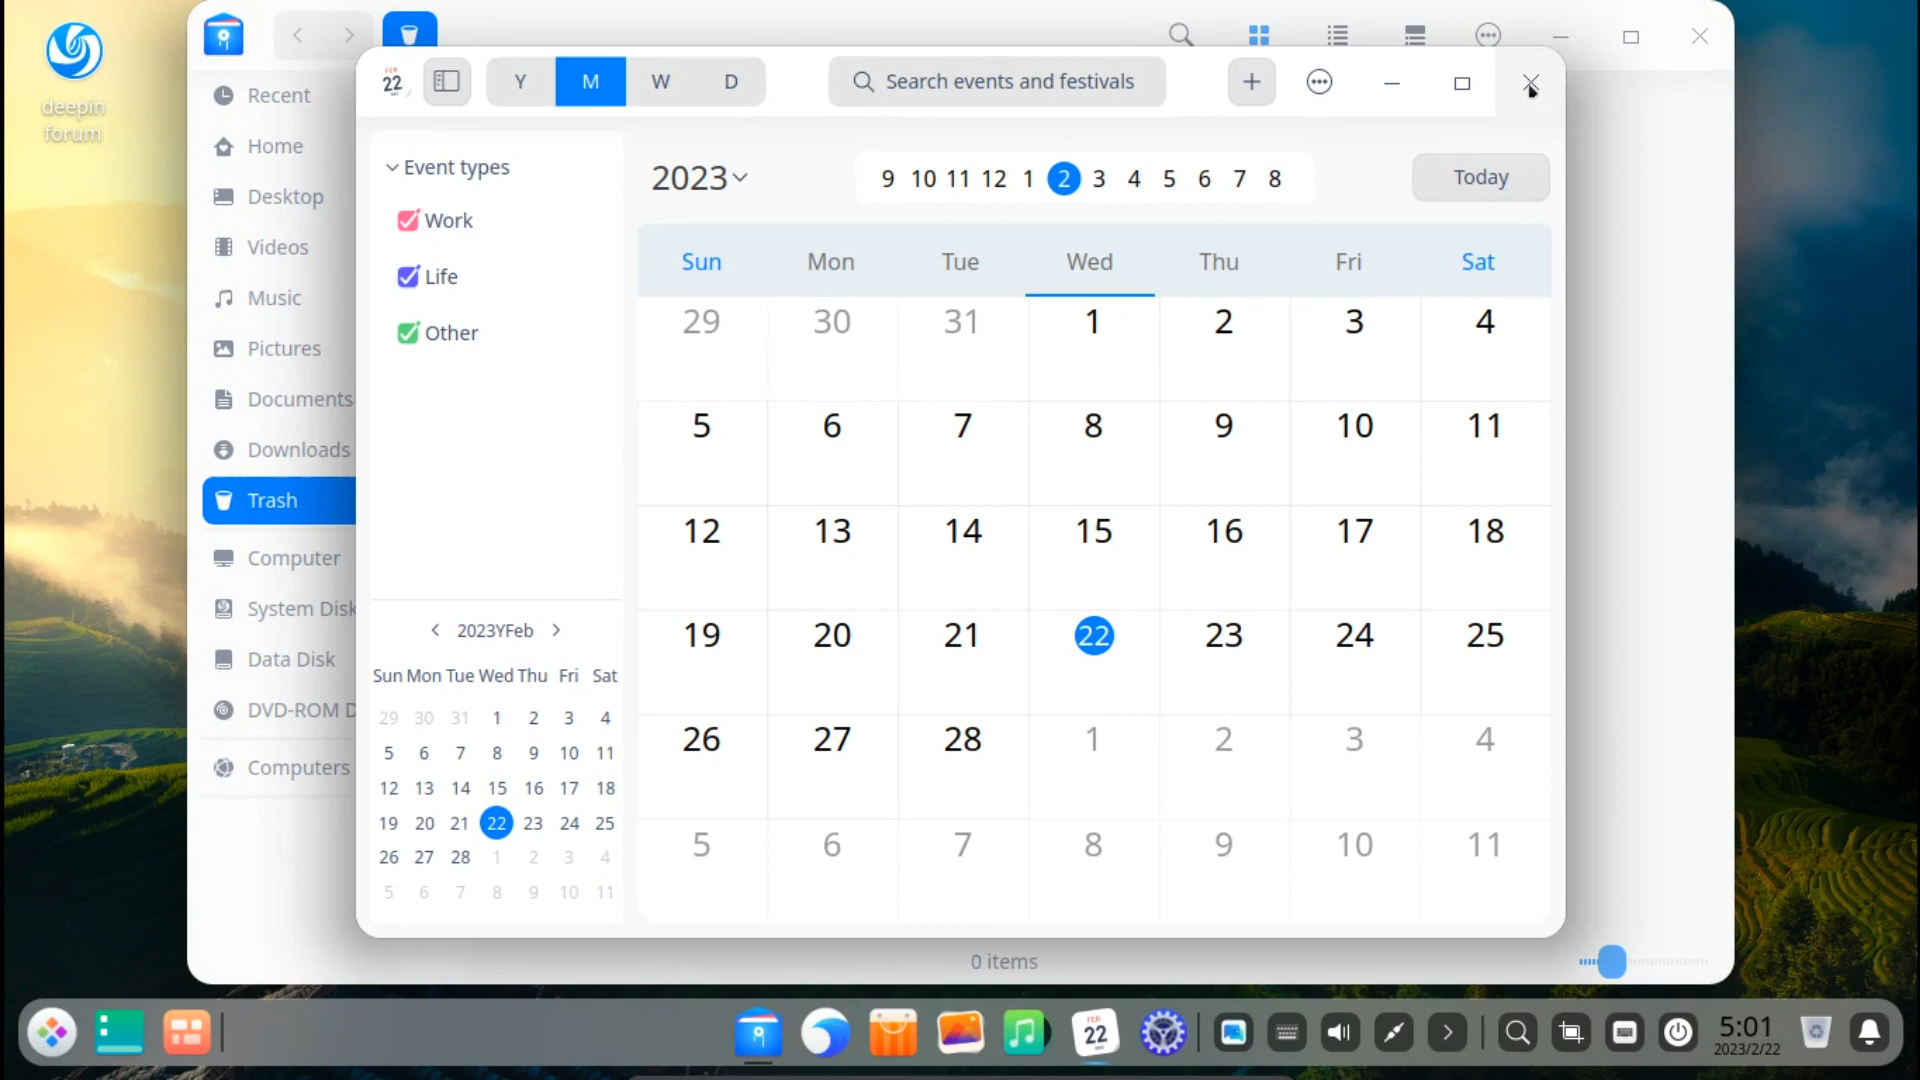 deepin
forum
Recent
Home
Desktop
Videos
Music
Pictures
Documents
Downloads
Trash
Computer
System Disk
Data Disk
DVD-ROM D
Computers
FEB
22
Y M W D
Search events and festivals
Event types
Work
Life
Other
2023
9 10 11 12 1 2 3 4 5 6 7 8
Today
Sun Mon Tue Wed Thu Fri Sat
29 30 31 1 2 3 4
5 6 7 8 9 10 11
12 13 14 15 16 17 18
19 20 21 22 23 24 25
26 27 28 1 2 3 4
5 6 7 8 9 10 11
2023YFeb
Sun Mon Tue Wed Thu Fri Sat
29 30 31 1 2 3 4
5 6 7 8 9 10 11
12 13 14 15 16 17 18
19 20 21 22 23 24 25
26 27 28 1 2 3 4
5 6 7 8 9 10 11
0 items
FEB
22
5:01
2023/2/22